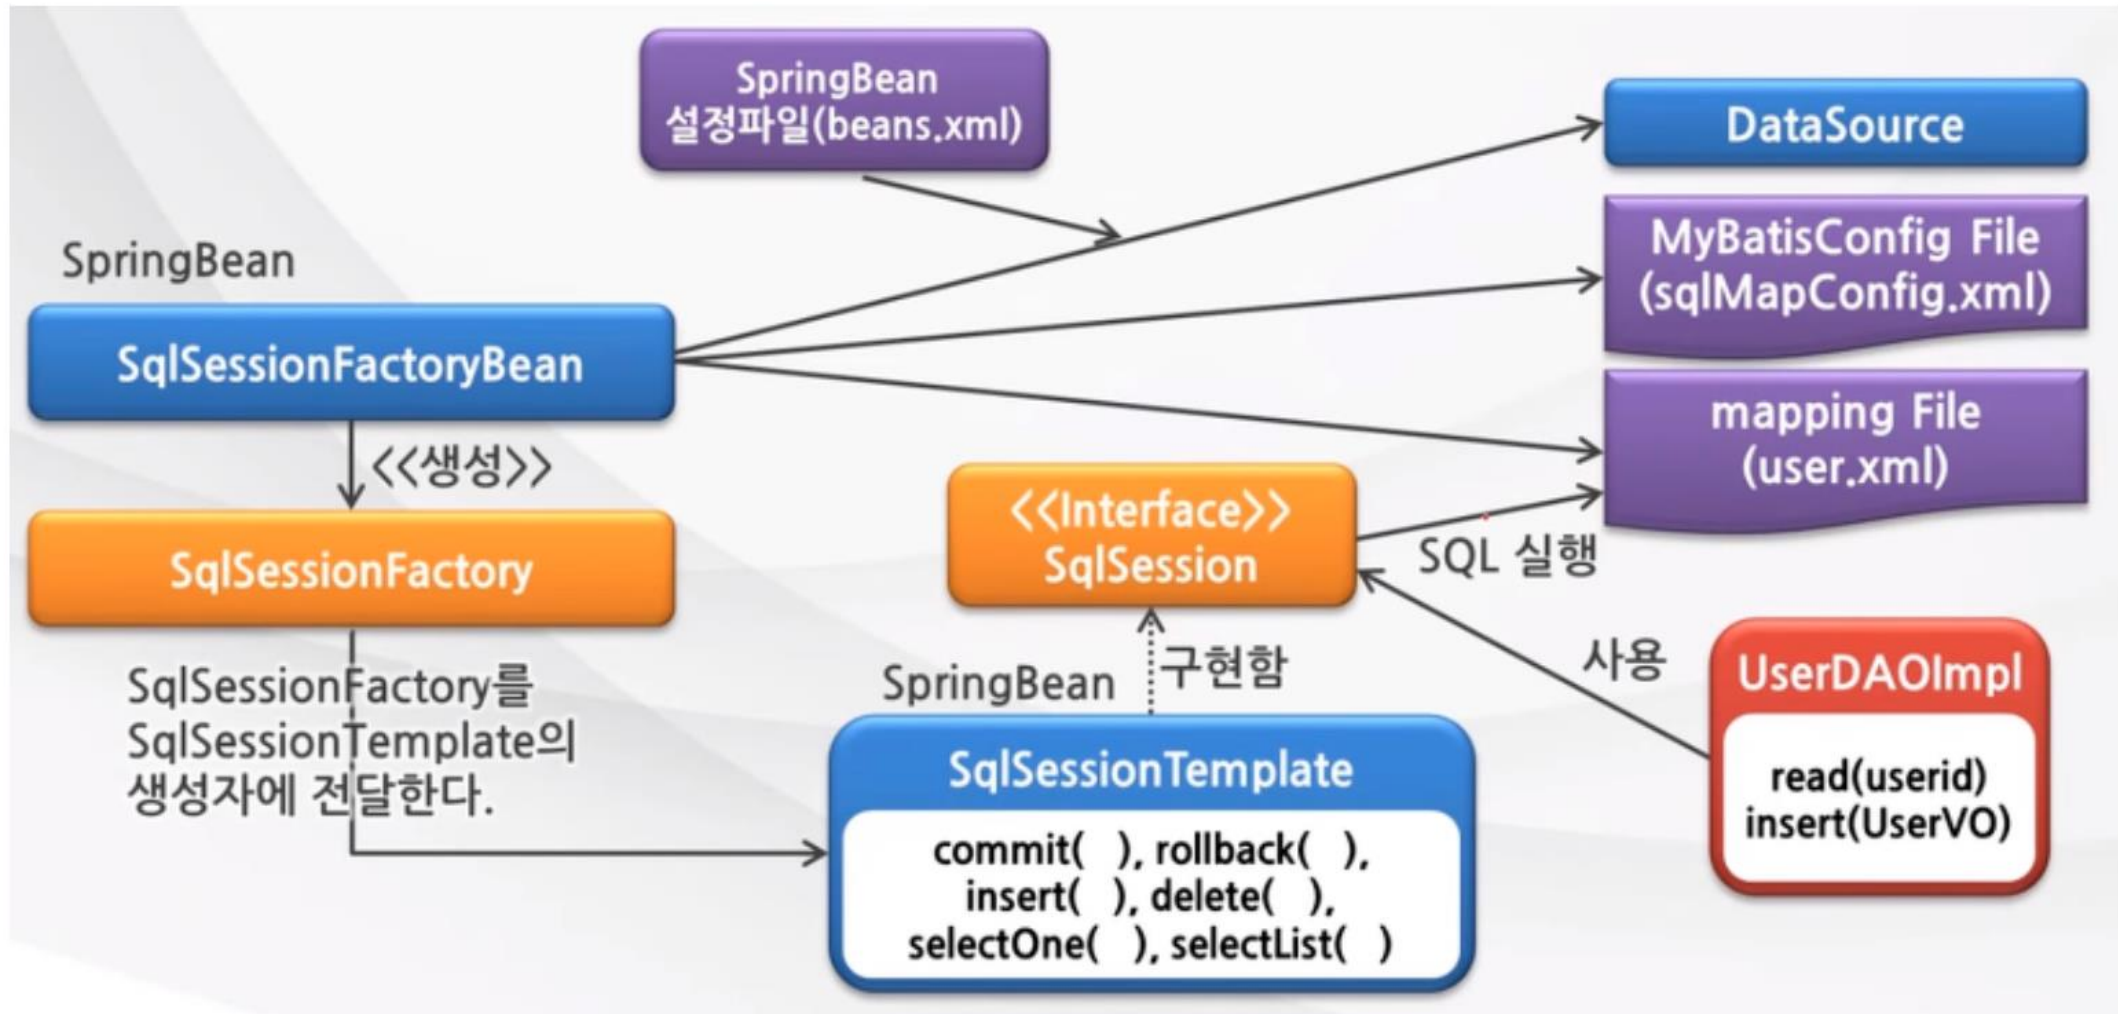 SpringBean
설정파일(beans.xml)
DataSource
MyBatisConfig File
(sqlMapConfig.xml)
SpringBean
SqlSessionFactoryBean
mapping File
(user.xml)
<<생성>>
<<Interface>>
SqlSession
SQL 실행
SqlSessionFactory
SqlSessionFactory를
SqlSessionTemplate의
생성자에 전달한다.
SpringBean
구현함
사용
UserDAOImpl
read(userid)
insert(UserVO)
SqlSessionTemplate
commit( ), rollback( ),
insert( ), delete( ),
selectOne( ), selectList( )